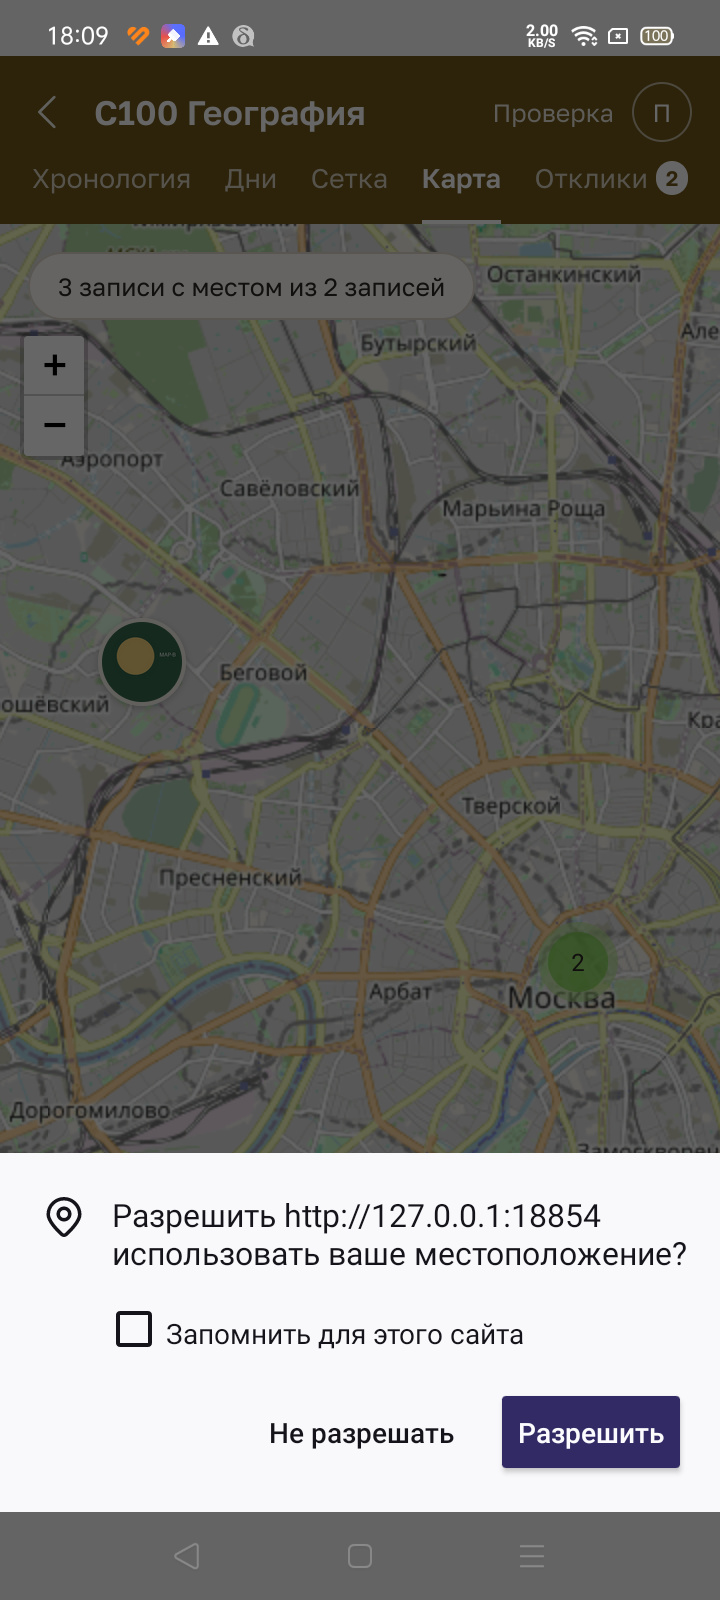 18:09
2.00
KB/S
100
С100 География
Проверка
П
Хронология Дни Сетка Карта Отклики 2
3 записи с местом из 2 записей
Останкинский
Бутырский
Але
+
−
Аэропорт
Савёловский
Марьина Роща
Беговой
ошёвский
Кра
Тверской
Пресненский
2
Арбат
Москва
Дорогомилово
Замоскворечь
Разрешить http://127.0.0.1:18854
использовать ваше местоположение?
Запомнить для этого сайта
Не разрешать
Разрешить